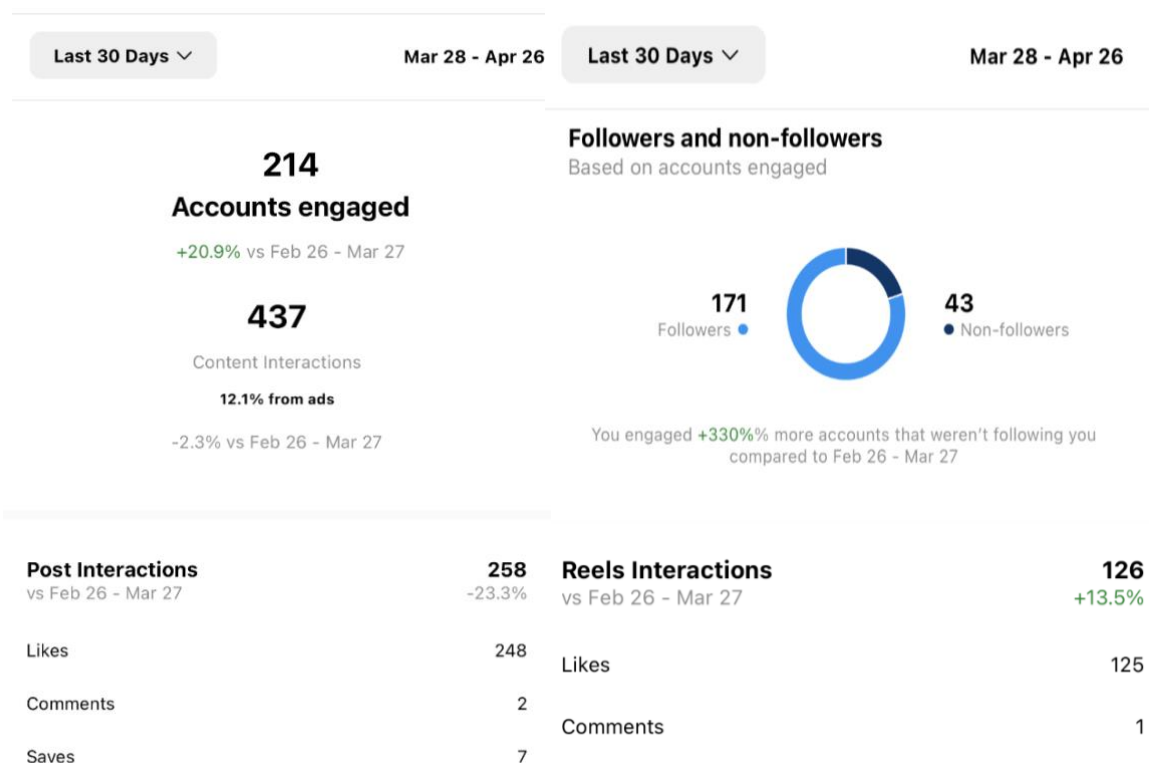 Last 30 Days
Mar 28 - Apr 26
214
Accounts engaged
+20.9% vs Feb 26 - Mar 27
437
Content Interactions
12.1% from ads
-2.3% vs Feb 26 - Mar 27
Post Interactions 258
vs Feb 26 - Mar 27 -23.3%
Likes 248
Comments 2
Saves 7
Last 30 Days
Mar 28 - Apr 26
Followers and non-followers
Based on accounts engaged
171
Followers
43
Non-followers
You engaged +330%% more accounts that weren't following you
compared to Feb 26 - Mar 27
Reels Interactions 126
vs Feb 26 - Mar 27 +13.5%
Likes 125
Comments 1